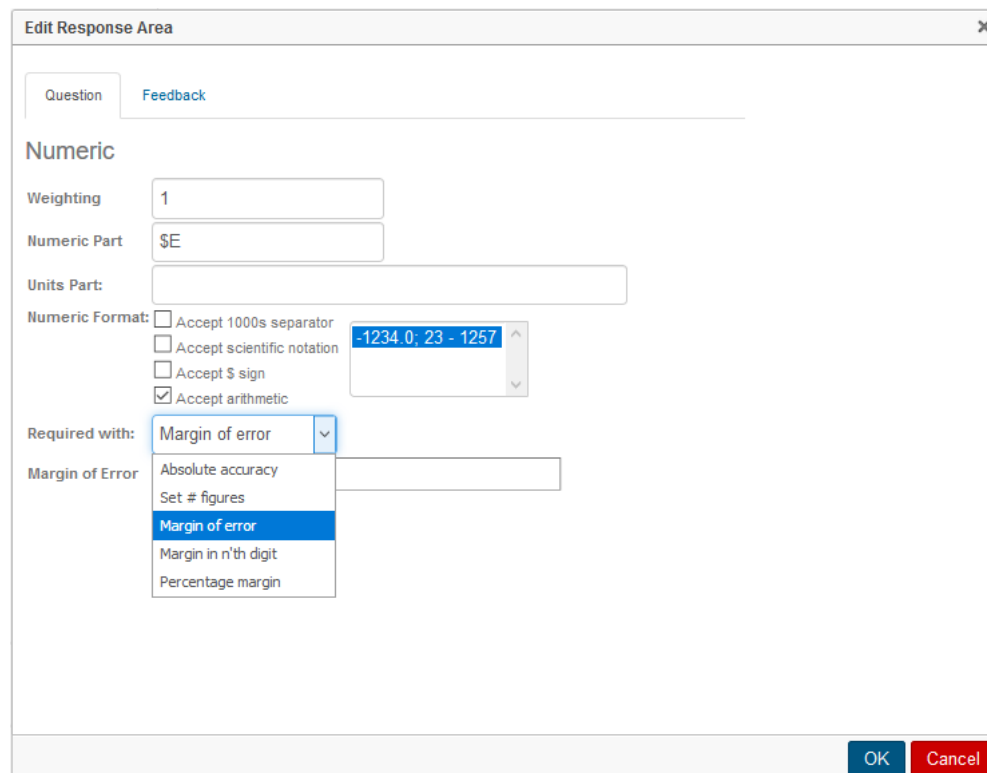 Edit Response Area
Question Feedback
Numeric
Weighting 1
Numeric Part $E
Units Part:
Numeric Format: Accept 1000s separator
-1234.0; 23 - 1257
Accept scientific notation
Accept $ sign
Accept arithmetic
Required with: Margin of error
Margin of Error
Absolute accuracy
Set # figures
Margin of error
Margin in n'th digit
Percentage margin
OK Cancel